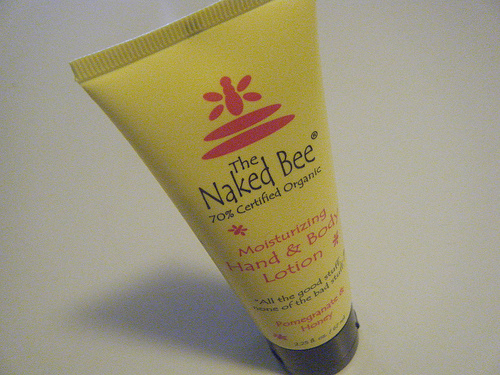 The
Naked Bee®
70% Certified Organic
Moisturizing
Hand & Body
Lotion
"All the good stuff,
none of the bad stuff."
Pomegranate &
Honey